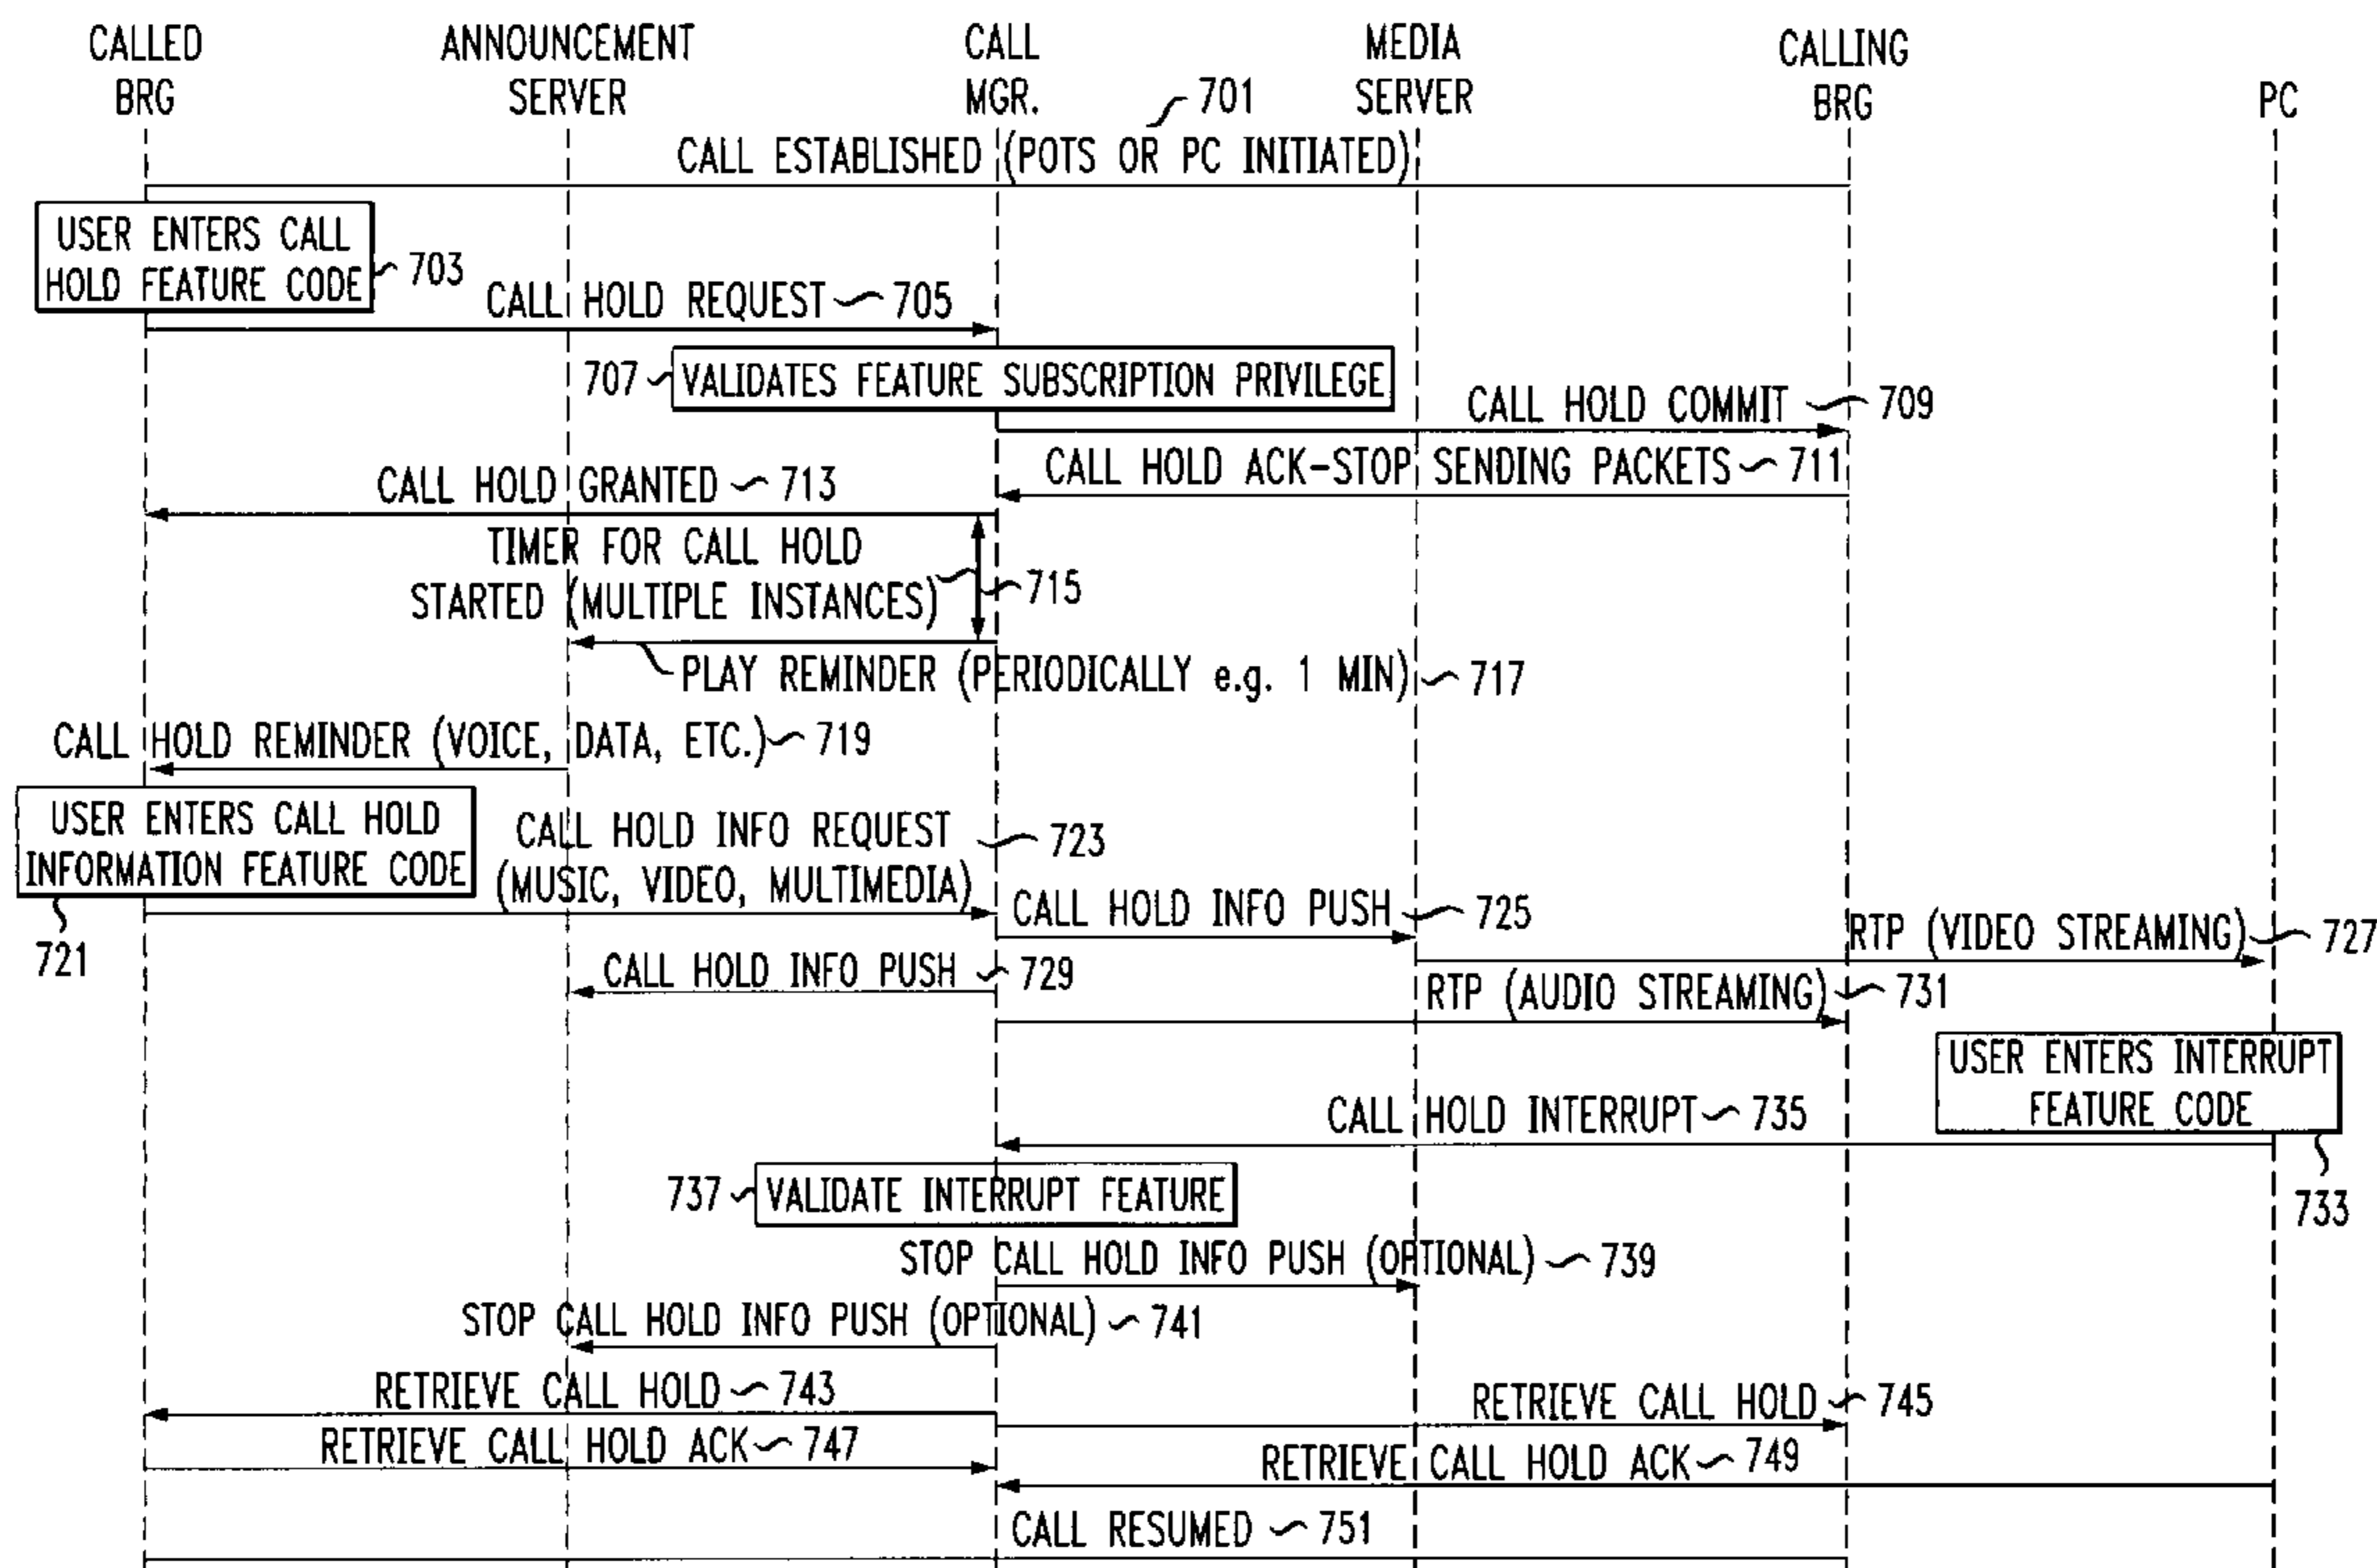 CALLED
BRG
ANNOUNCEMENT
SERVER
CALL
MGR.
MEDIA
SERVER
CALLING
BRG
PC
701
CALL ESTABLISHED (POTS OR PC INITIATED)
USER ENTERS CALL
HOLD FEATURE CODE
703
CALL HOLD REQUEST 705
707 VALIDATES FEATURE SUBSCRIPTION PRIVILEGE
CALL HOLD COMMIT 709
CALL HOLD ACK-STOP SENDING PACKETS 711
CALL HOLD GRANTED 713
TIMER FOR CALL HOLD
STARTED (MULTIPLE INSTANCES) 715
PLAY REMINDER (PERIODICALLY e.g. 1 MIN) 717
CALL HOLD REMINDER (VOICE, DATA, ETC.) 719
USER ENTERS CALL HOLD
INFORMATION FEATURE CODE
721
CALL HOLD INFO REQUEST 723
(MUSIC, VIDEO, MULTIMEDIA)
CALL HOLD INFO PUSH 725
RTP (VIDEO STREAMING) 727
CALL HOLD INFO PUSH 729
RTP (AUDIO STREAMING) 731
USER ENTERS INTERRUPT
FEATURE CODE
733
CALL HOLD INTERRUPT 735
737 VALIDATE INTERRUPT FEATURE
STOP CALL HOLD INFO PUSH (OPTIONAL) 739
STOP CALL HOLD INFO PUSH (OPTIONAL) 741
RETRIEVE CALL HOLD 743
RETRIEVE CALL HOLD 745
RETRIEVE CALL HOLD ACK 747
RETRIEVE CALL HOLD ACK 749
CALL RESUMED 751